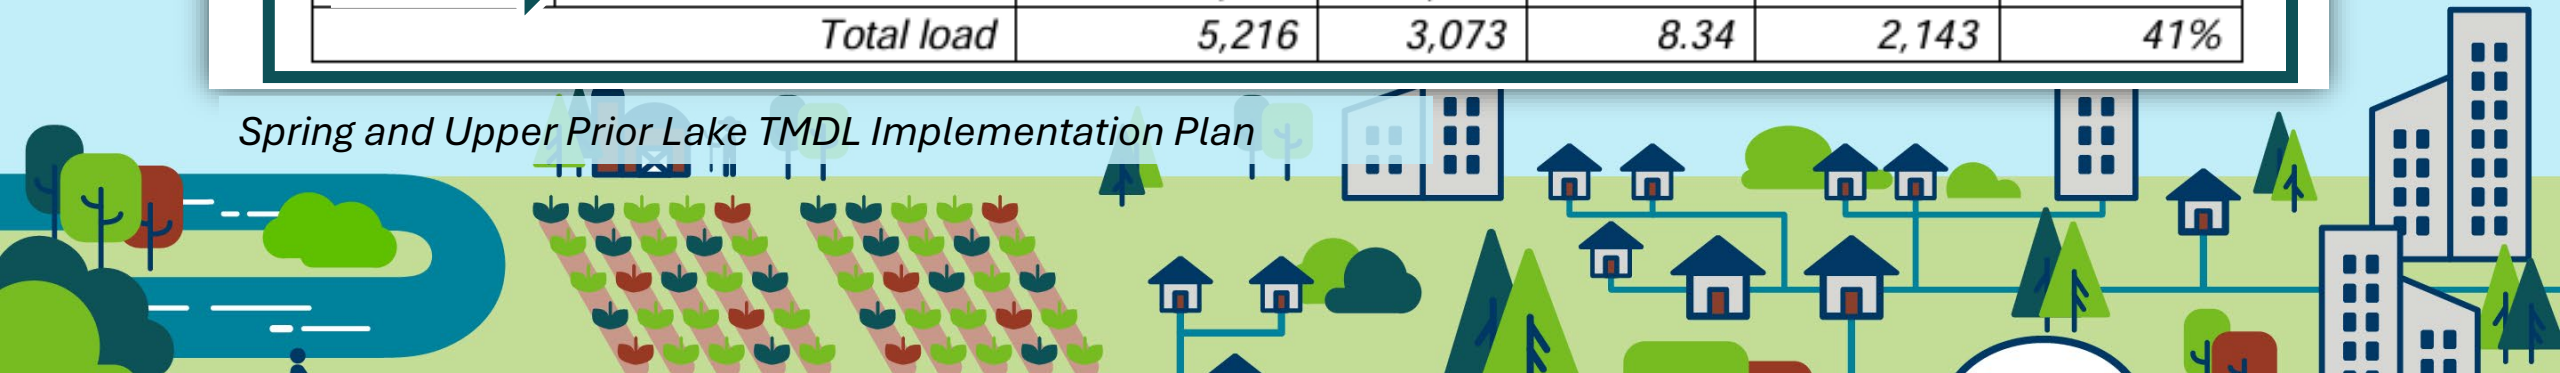 Total load 5,216 3,073 8.34 2,143 41%
Spring and Upper Prior Lake TMDL Implementation Plan